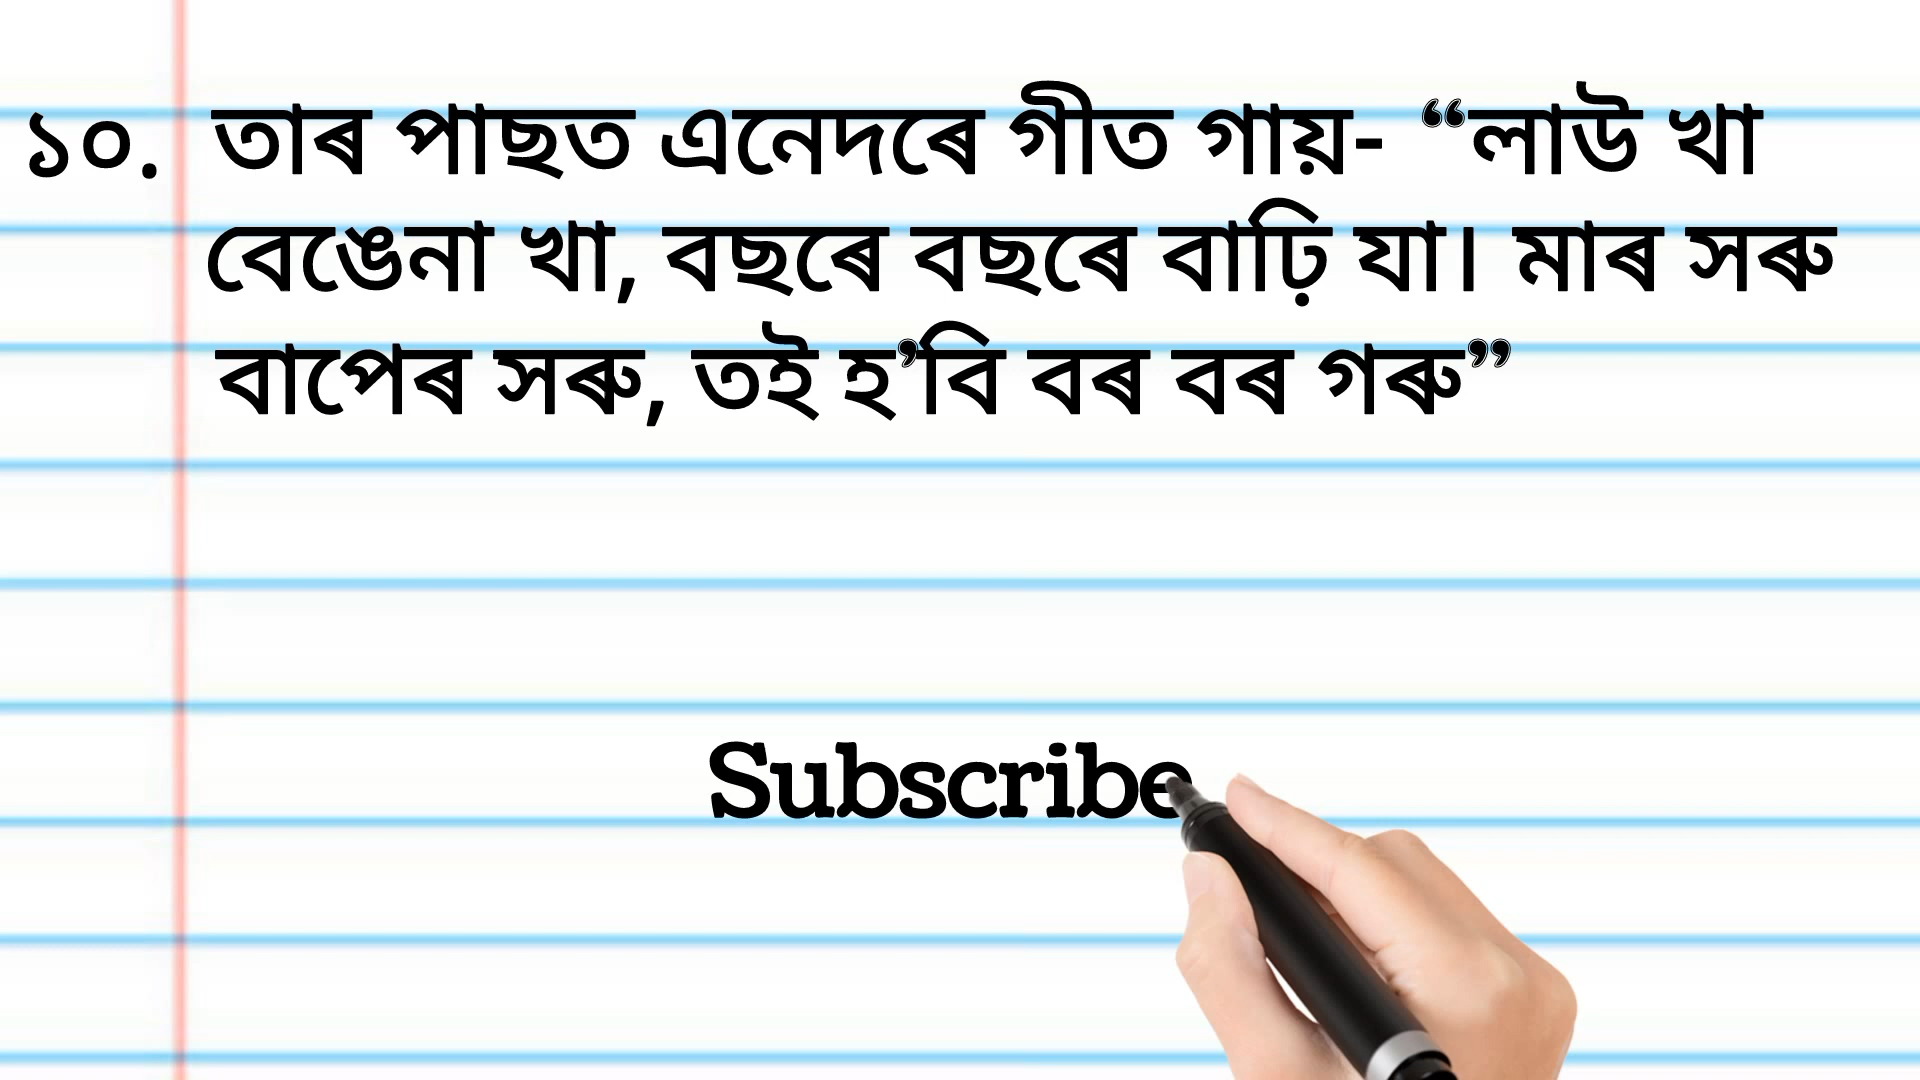 ১০. তাৰ পাছত এনেদৰে গীত গায়- “লাউ খা
বেঙেনা খা, বছৰে বছৰে বাঢ়ি যা। মাৰ সৰু
বাপেৰ সৰু, তই হ’বি বৰ বৰ গৰু”
Subscribe